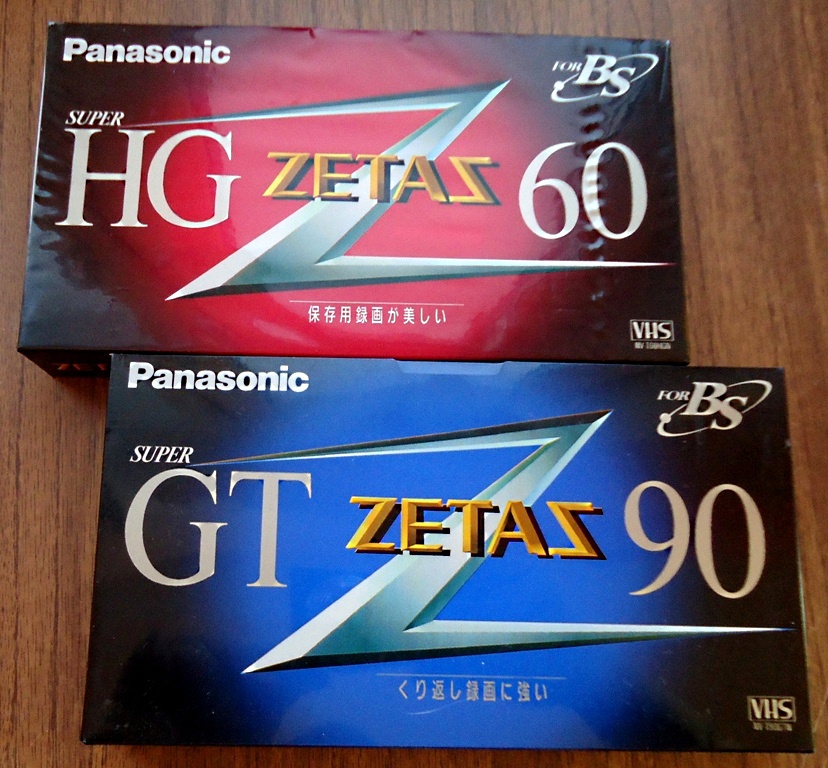 Panasonic
FOR BS
SUPER
HG ZETAS 60
保存用録画が美しい
VHS
Panasonic
FOR BS
SUPER
GT ZETAS 90
くり返し録画に強い
VHS